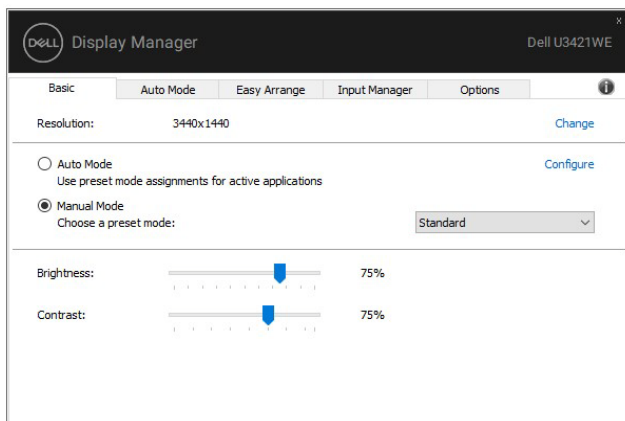 DELL Display Manager Dell U3421WE
x
Basic Auto Mode Easy Arrange Input Manager Options i
Resolution: 3440x1440 Change
Auto Mode Configure
Use preset mode assignments for active applications
Manual Mode
Choose a preset mode: Standard
Brightness: 75%
Contrast: 75%